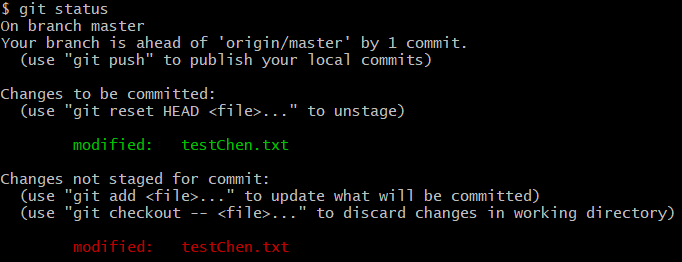 $ git status
On branch master
Your branch is ahead of 'origin/master' by 1 commit.
  (use "git push" to publish your local commits)

Changes to be committed:
  (use "git reset HEAD <file>..." to unstage)

        modified:   testChen.txt

Changes not staged for commit:
  (use "git add <file>..." to update what will be committed)
  (use "git checkout -- <file>..." to discard changes in working directory)

        modified:   testChen.txt